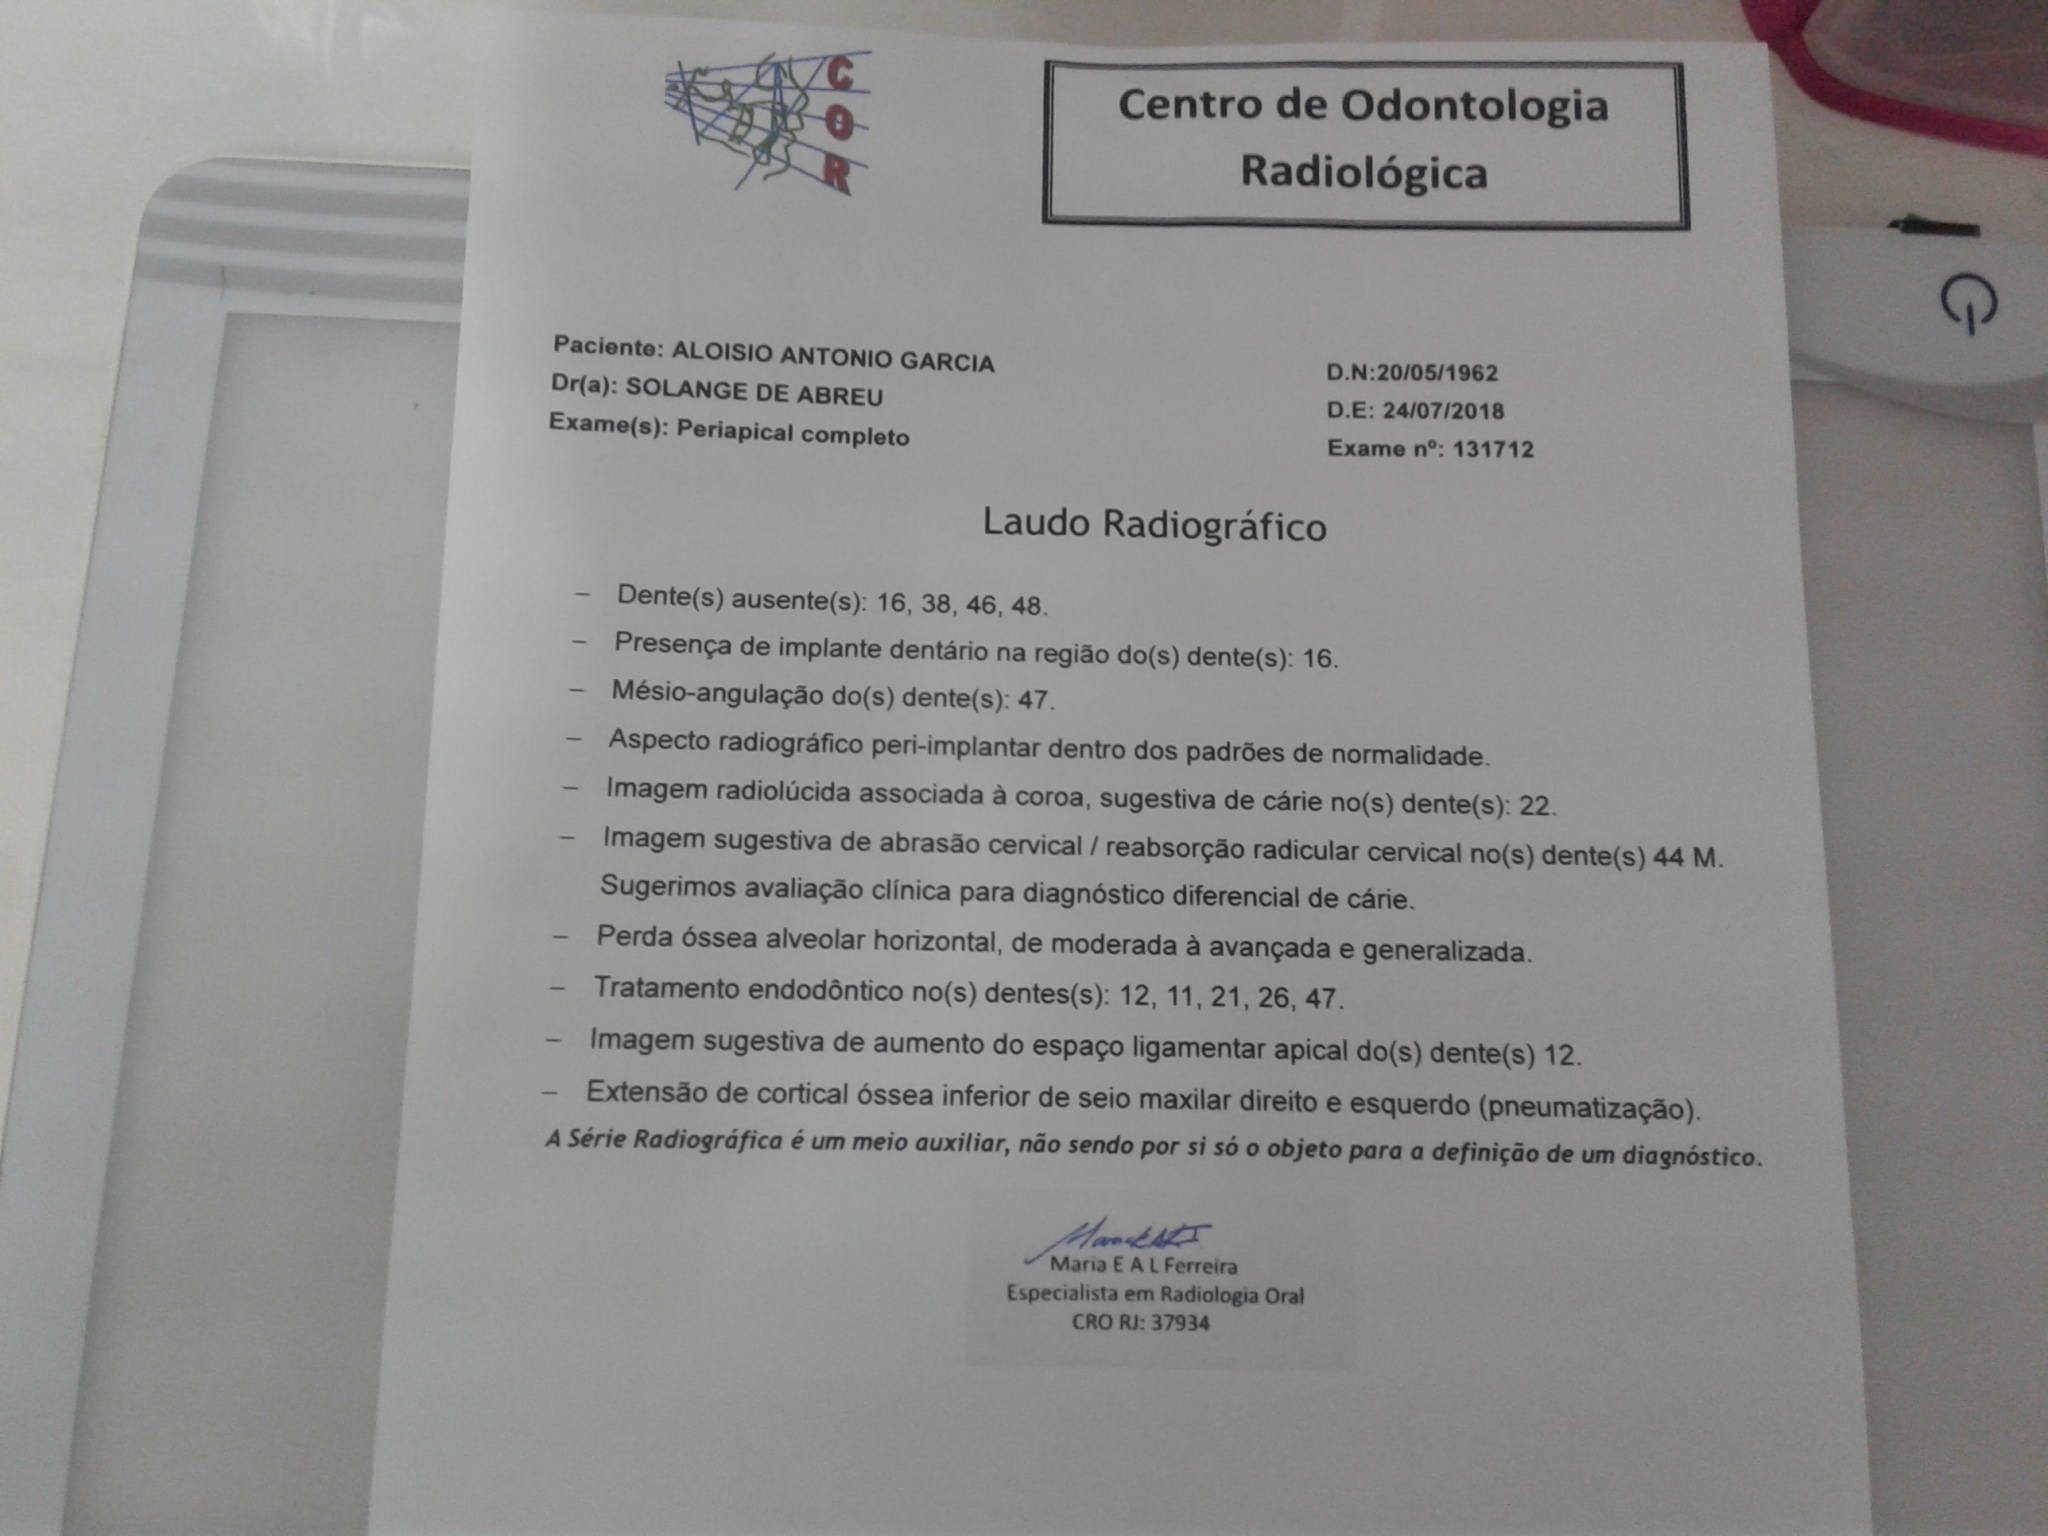 COR
Centro de Odontologia
Radiológica
Paciente: ALOISIO ANTONIO GARCIA
Dr(a): SOLANGE DE ABREU
Exame(s): Periapical completo
D.N:20/05/1962
D.E: 24/07/2018
Exame nº: 131712
Laudo Radiográfico
– Dente(s) ausente(s): 16, 38, 46, 48.
– Presença de implante dentário na região do(s) dente(s): 16.
– Mésio-angulação do(s) dente(s): 47.
– Aspecto radiográfico peri-implantar dentro dos padrões de normalidade.
– Imagem radiolúcida associada à coroa, sugestiva de cárie no(s) dente(s): 22.
– Imagem sugestiva de abrasão cervical / reabsorção radicular cervical no(s) dente(s) 44 M.
Sugerimos avaliação clínica para diagnóstico diferencial de cárie.
– Perda óssea alveolar horizontal, de moderada à avançada e generalizada.
– Tratamento endodôntico no(s) dentes(s): 12, 11, 21, 26, 47.
– Imagem sugestiva de aumento do espaço ligamentar apical do(s) dente(s) 12.
– Extensão de cortical óssea inferior de seio maxilar direito e esquerdo (pneumatização).
A Série Radiográfica é um meio auxiliar, não sendo por si só o objeto para a definição de um diagnóstico.
Maria E A L Ferreira
Especialista em Radiologia Oral
CRO RJ: 37934